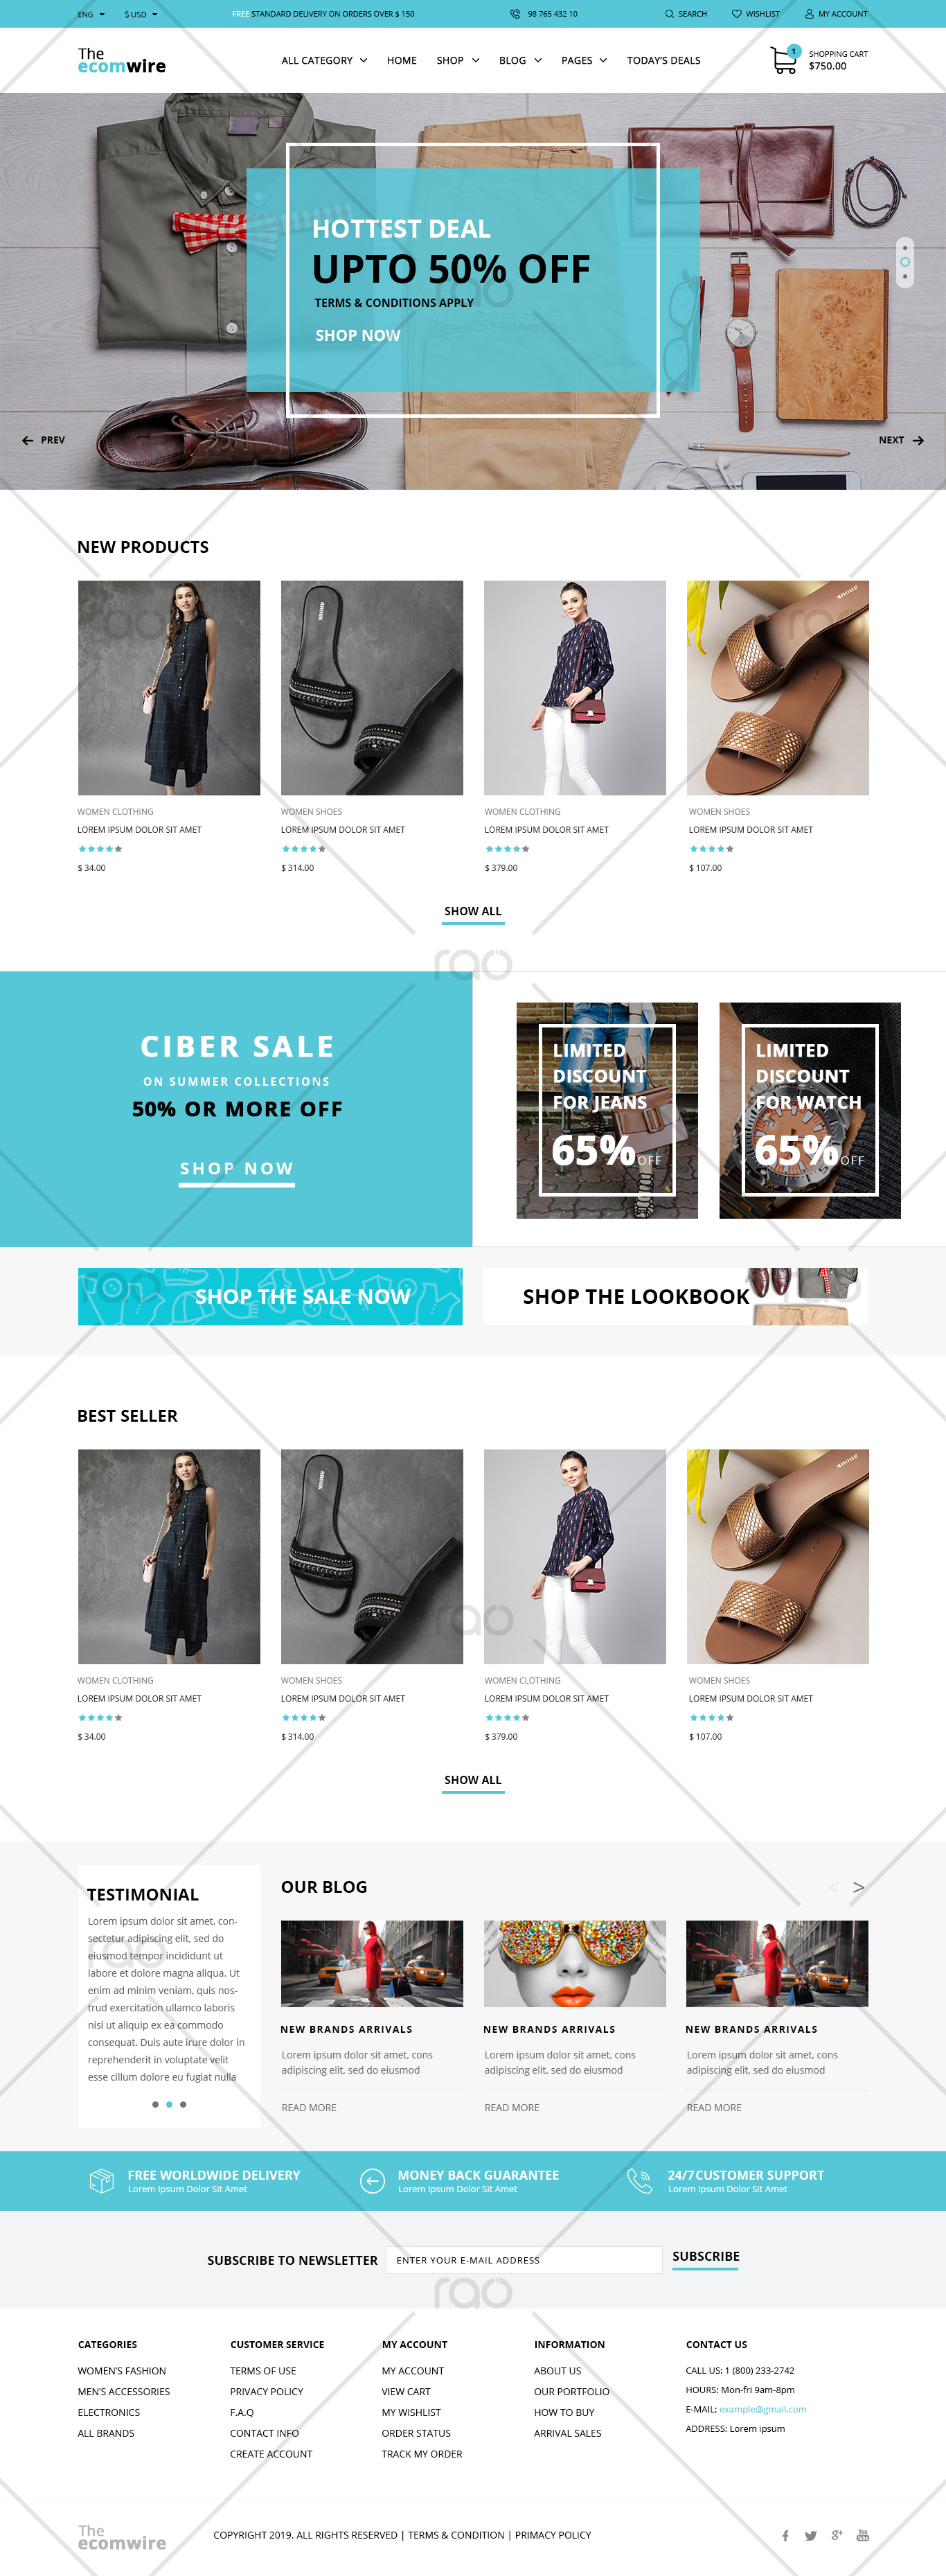 ENG $ USD FREE STANDARD DELIVERY ON ORDERS OVER $ 150 98 765 432 10 SEARCH WISHLIST MY ACCOUNT
The
ecomwire
ALL CATEGORY HOME SHOP BLOG PAGES TODAY'S DEALS
1
SHOPPING CART
$750.00
HOTTEST DEAL
UPTO 50% OFF
TERMS & CONDITIONS APPLY
SHOP NOW
PREV
NEXT
NEW PRODUCTS
WOMEN CLOTHING WOMEN SHOES WOMEN CLOTHING WOMEN SHOES
LOREM IPSUM DOLOR SIT AMET LOREM IPSUM DOLOR SIT AMET LOREM IPSUM DOLOR SIT AMET LOREM IPSUM DOLOR SIT AMET
$ 34.00 $ 314.00 $ 379.00 $ 107.00
SHOW ALL
CIBER SALE
ON SUMMER COLLECTIONS
50% OR MORE OFF
SHOP NOW
LIMITED
DISCOUNT
FOR JEANS
65% OFF
LIMITED
DISCOUNT
FOR WATCH
65% OFF
SHOP THE SALE NOW
SHOP THE LOOKBOOK
BEST SELLER
WOMEN CLOTHING WOMEN SHOES WOMEN CLOTHING WOMEN SHOES
LOREM IPSUM DOLOR SIT AMET LOREM IPSUM DOLOR SIT AMET LOREM IPSUM DOLOR SIT AMET LOREM IPSUM DOLOR SIT AMET
$ 34.00 $ 314.00 $ 379.00 $ 107.00
SHOW ALL
TESTIMONIAL
Lorem ipsum dolor sit amet, con-
sectetur adipiscing elit, sed do
eiusmod tempor incididunt ut
labore et dolore magna aliqua. Ut
enim ad minim veniam, quis nos-
trud exercitation ullamco laboris
nisi ut aliquip ex ea commodo
consequat. Duis aute irure dolor in
reprehenderit in voluptate velit
esse cillum dolore eu fugiat nulla
OUR BLOG
< >
NEW BRANDS ARRIVALS
Lorem ipsum dolor sit amet, cons
adipiscing elit, sed do eiusmod
READ MORE
NEW BRANDS ARRIVALS
Lorem ipsum dolor sit amet, cons
adipiscing elit, sed do eiusmod
READ MORE
NEW BRANDS ARRIVALS
Lorem ipsum dolor sit amet, cons
adipiscing elit, sed do eiusmod
READ MORE
FREE WORLDWIDE DELIVERY
Lorem Ipsum Dolor Sit Amet
MONEY BACK GUARANTEE
Lorem Ipsum Dolor Sit Amet
24/7 CUSTOMER SUPPORT
Lorem Ipsum Dolor Sit Amet
SUBSCRIBE TO NEWSLETTER ENTER YOUR E-MAIL ADDRESS SUBSCRIBE
CATEGORIES
WOMEN'S FASHION
MEN'S ACCESSORIES
ELECTRONICS
ALL BRANDS
CUSTOMER SERVICE
TERMS OF USE
PRIVACY POLICY
F.A.Q
CONTACT INFO
CREATE ACCOUNT
MY ACCOUNT
MY ACCOUNT
VIEW CART
MY WISHLIST
ORDER STATUS
TRACK MY ORDER
INFORMATION
ABOUT US
OUR PORTFOLIO
HOW TO BUY
ARRIVAL SALES
CONTACT US
CALL US: 1 (800) 233-2742
HOURS: Mon-fri 9am-8pm
E-MAIL: example@gmail.com
ADDRESS: Lorem ipsum
The
ecomwire
COPYRIGHT 2019. ALL RIGHTS RESERVED | TERMS & CONDITION | PRIMACY POLICY